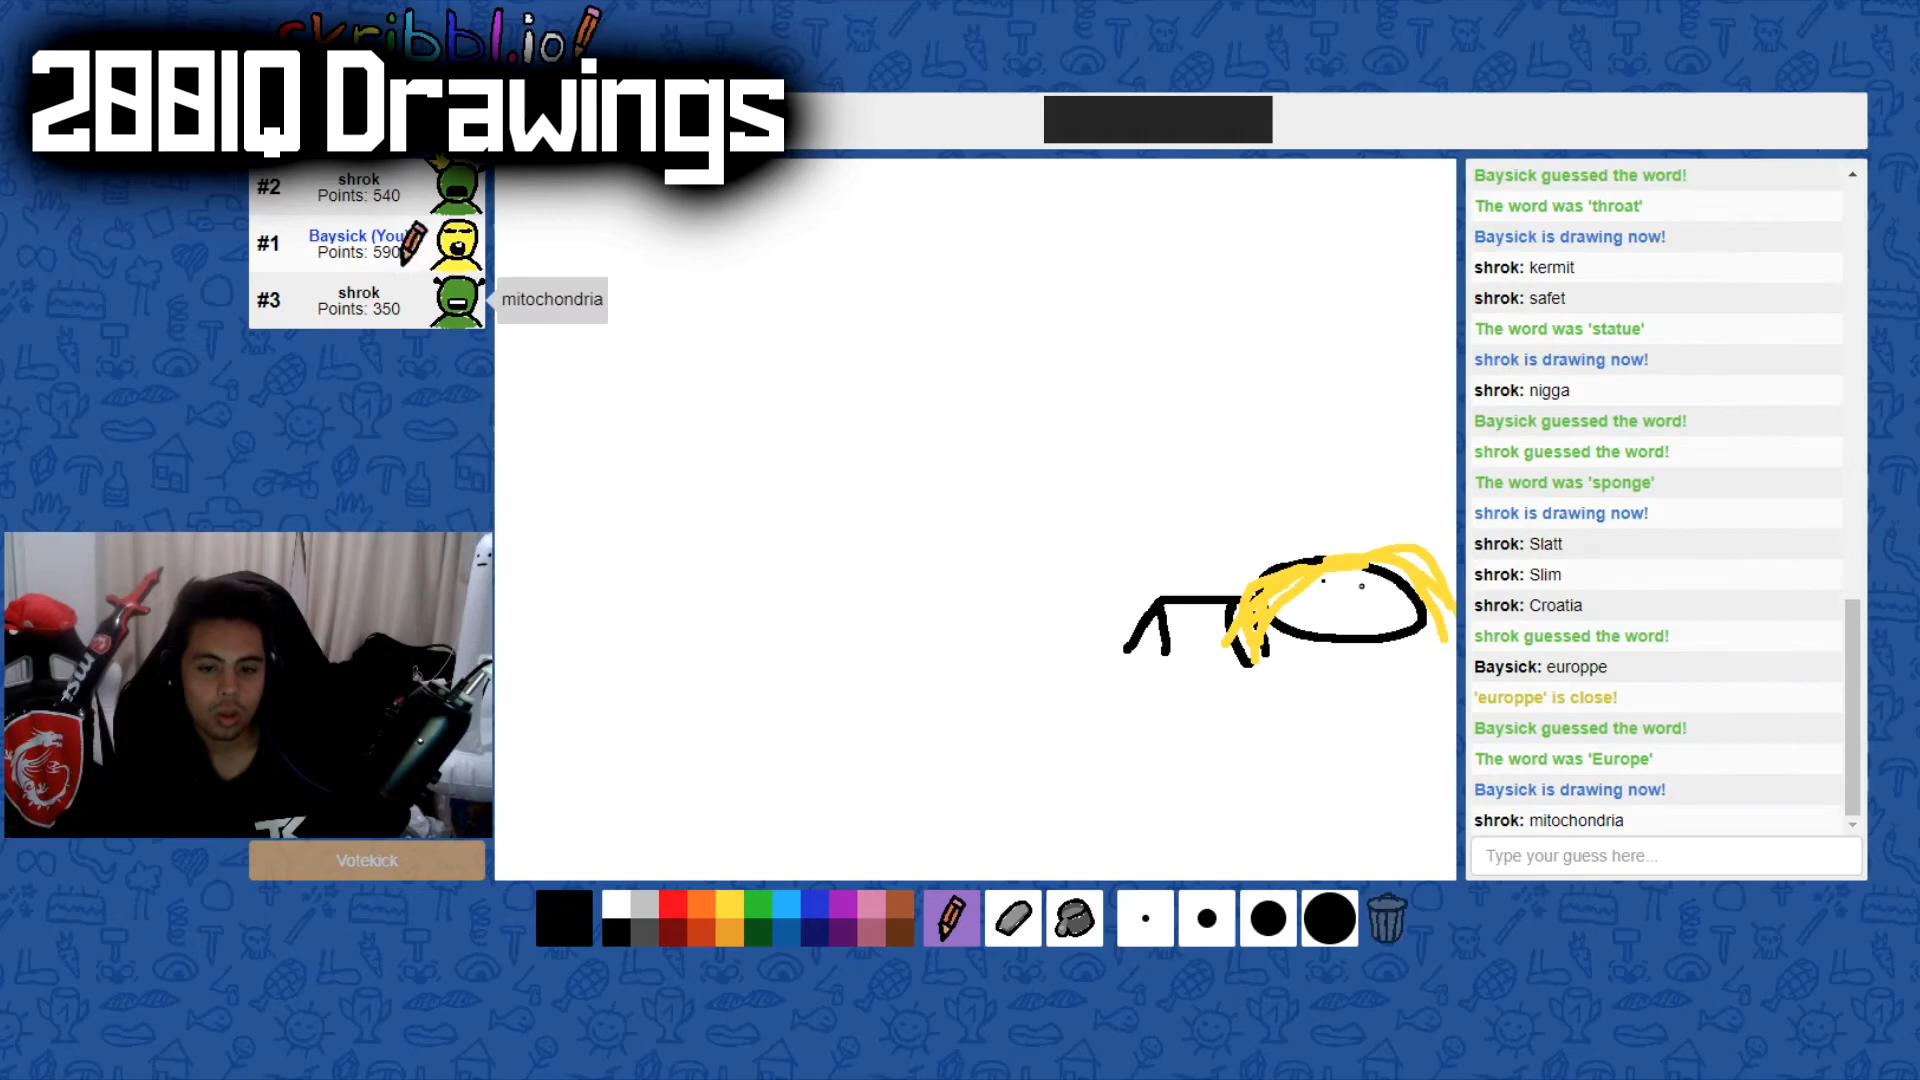 skribbl.io
200IQ Drawings
#2
shrok
Points: 540
#1
Baysick (You)
Points: 590
#3
shrok
Points: 350
mitochondria
Baysick guessed the word!
The word was 'throat'
Baysick is drawing now!
shrok: kermit
shrok: safet
The word was 'statue'
shrok is drawing now!
shrok: nigga
Baysick guessed the word!
shrok guessed the word!
The word was 'sponge'
shrok is drawing now!
shrok: Slatt
shrok: Slim
shrok: Croatia
shrok guessed the word!
Baysick: europpe
'europpe' is close!
Baysick guessed the word!
The word was 'Europe'
Baysick is drawing now!
shrok: mitochondria
Type your guess here...
msi
Votekick